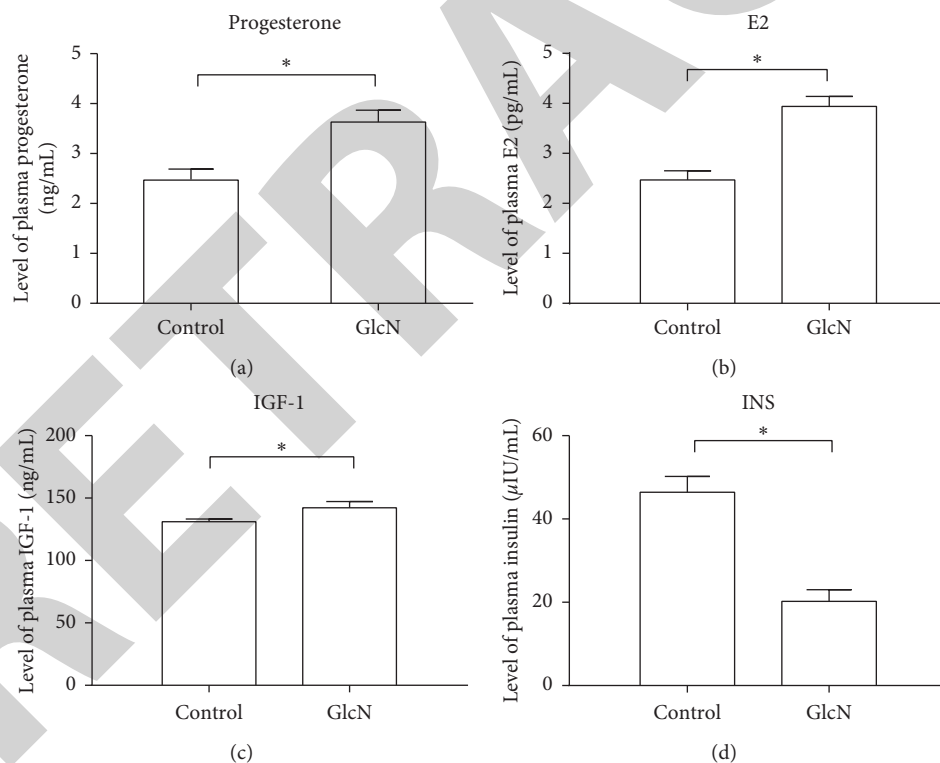 Progesterone
Level of plasma progesterone
(ng/mL)
5
4
3
2
1
0
*
Control
GlcN
(a)
E2
Level of plasma E2 (pg/mL)
5
4
3
2
1
0
*
Control
GlcN
(b)
IGF-1
Level of plasma IGF-1 (ng/mL)
200
150
100
50
0
*
Control
GlcN
(c)
INS
Level of plasma insulin (μIU/mL)
60
40
20
0
*
Control
GlcN
(d)
RETRAC